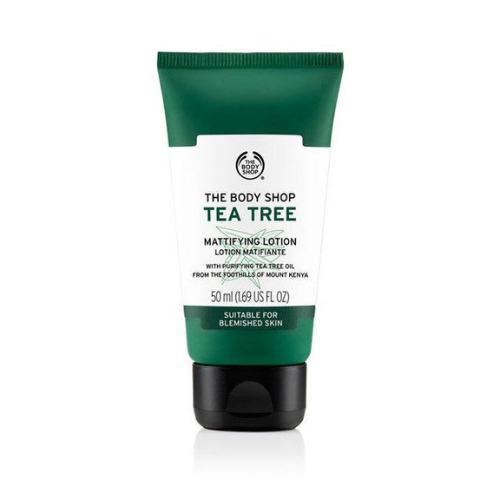 THE
BODY
SHOP
THE BODY SHOP
TEA TREE
MATTIFYING LOTION
LOTION MATIFIANTE
WITH PURIFYING TEA TREE OIL
FROM THE FOOTHILLS OF MOUNT KENYA
50 ml (1.69 US FL OZ)
SUITABLE FOR
BLEMISHED SKIN